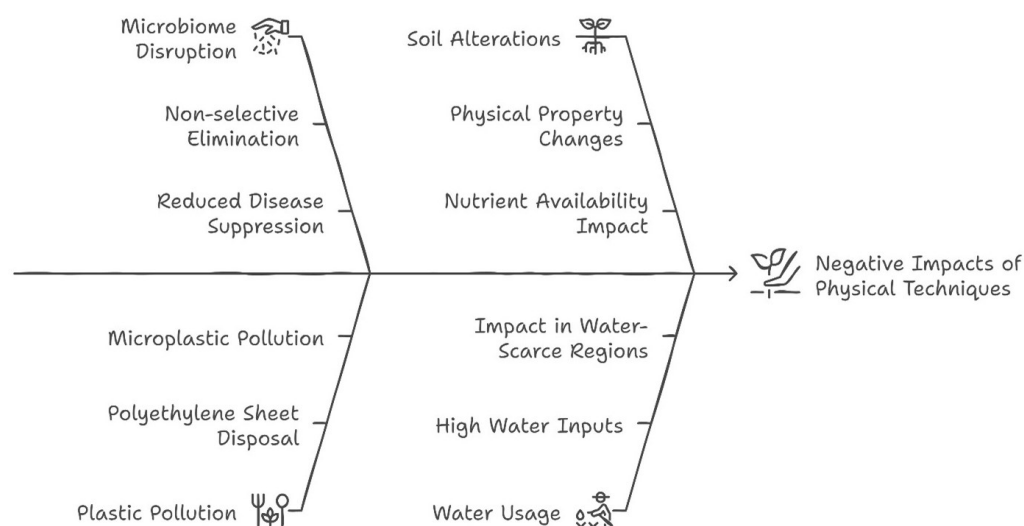 Microbiome
Disruption
Non-selective
Elimination
Reduced Disease
Suppression
Soil Alterations
Physical Property
Changes
Nutrient Availability
Impact
Negative Impacts of
Physical Techniques
Microplastic Pollution
Polyethylene Sheet
Disposal
Plastic Pollution
Impact in Water-
Scarce Regions
High Water Inputs
Water Usage